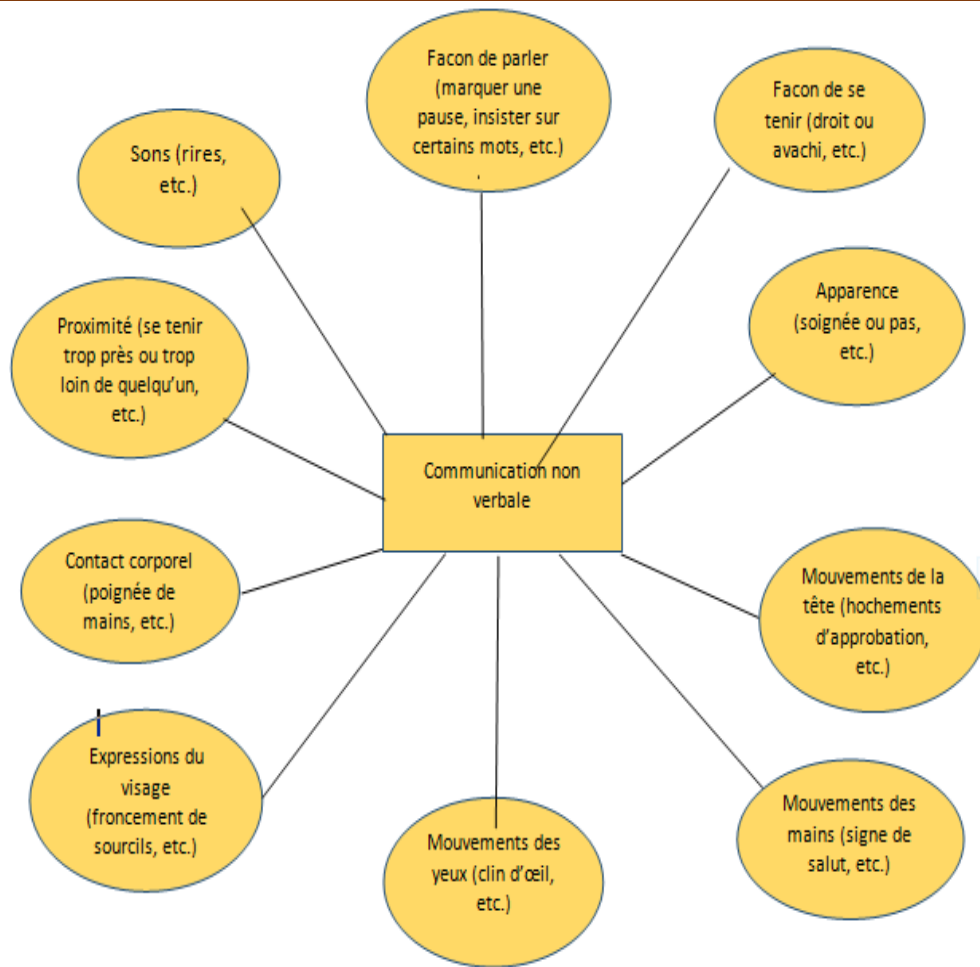 Facon de parler
(marquer une
pause, insister sur
certains mots, etc.)
Facon de se
tenir (droit ou
avachi, etc.)
Sons (rires,
etc.)
Apparence
(soignée ou pas,
etc.)
Proximité (se tenir
trop près ou trop
loin de quelqu'un,
etc.)
Communication non
verbale
Contact corporel
(poignée de
mains, etc.)
Mouvements de la
tête (hochements
d'approbation,
etc.)
Expressions du
visage
(froncement de
sourcils, etc.)
Mouvements des
yeux (clin d'œil,
etc.)
Mouvements des
mains (signe de
salut, etc.)